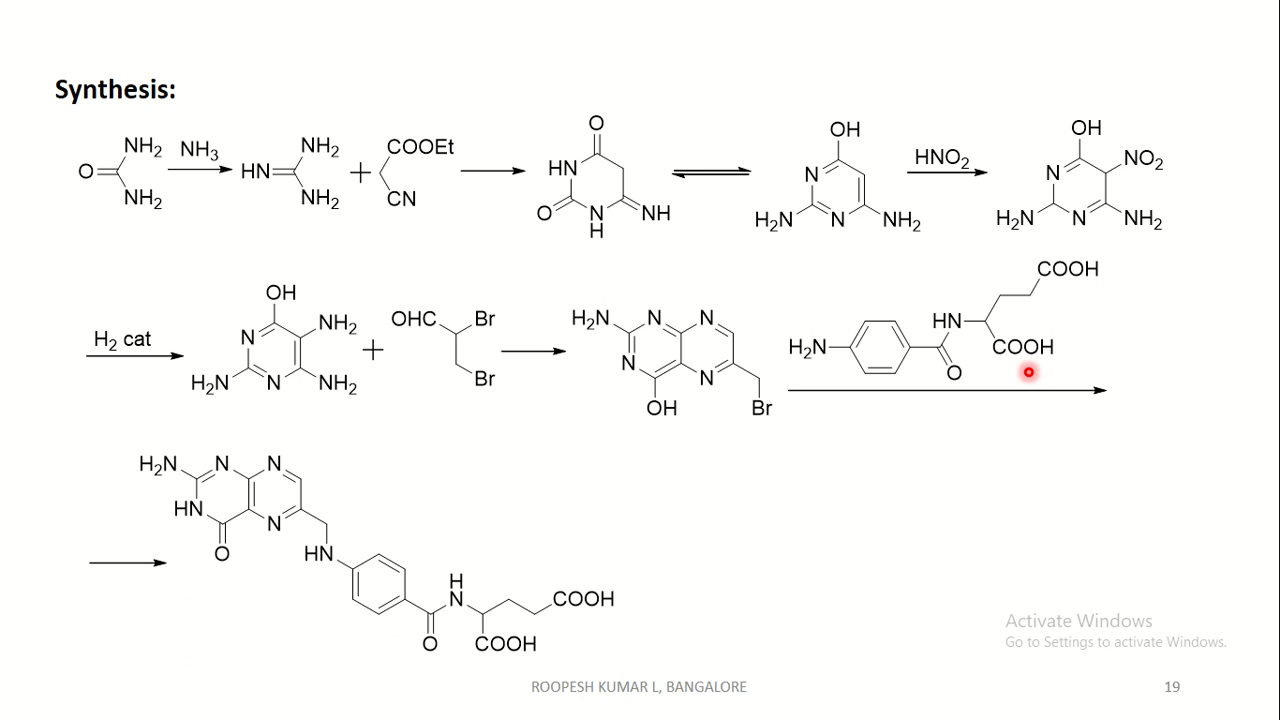 Synthesis:
O NH2 NH2 NH3 HN NH2 NH2 + COOEt CN O HN O N H NH OH N H2N N NH2 HNO2 OH N NO2 H2N N NH2
H2 cat OH N NH2 H2N N NH2 + OHC Br Br H2N N N N N OH Br H2N HN O COOH COOH
H2N N N HN N O HN O H N COOH COOH
Activate Windows
Go to Settings to activate Windows.
ROOPESH KUMAR L, BANGALORE 19